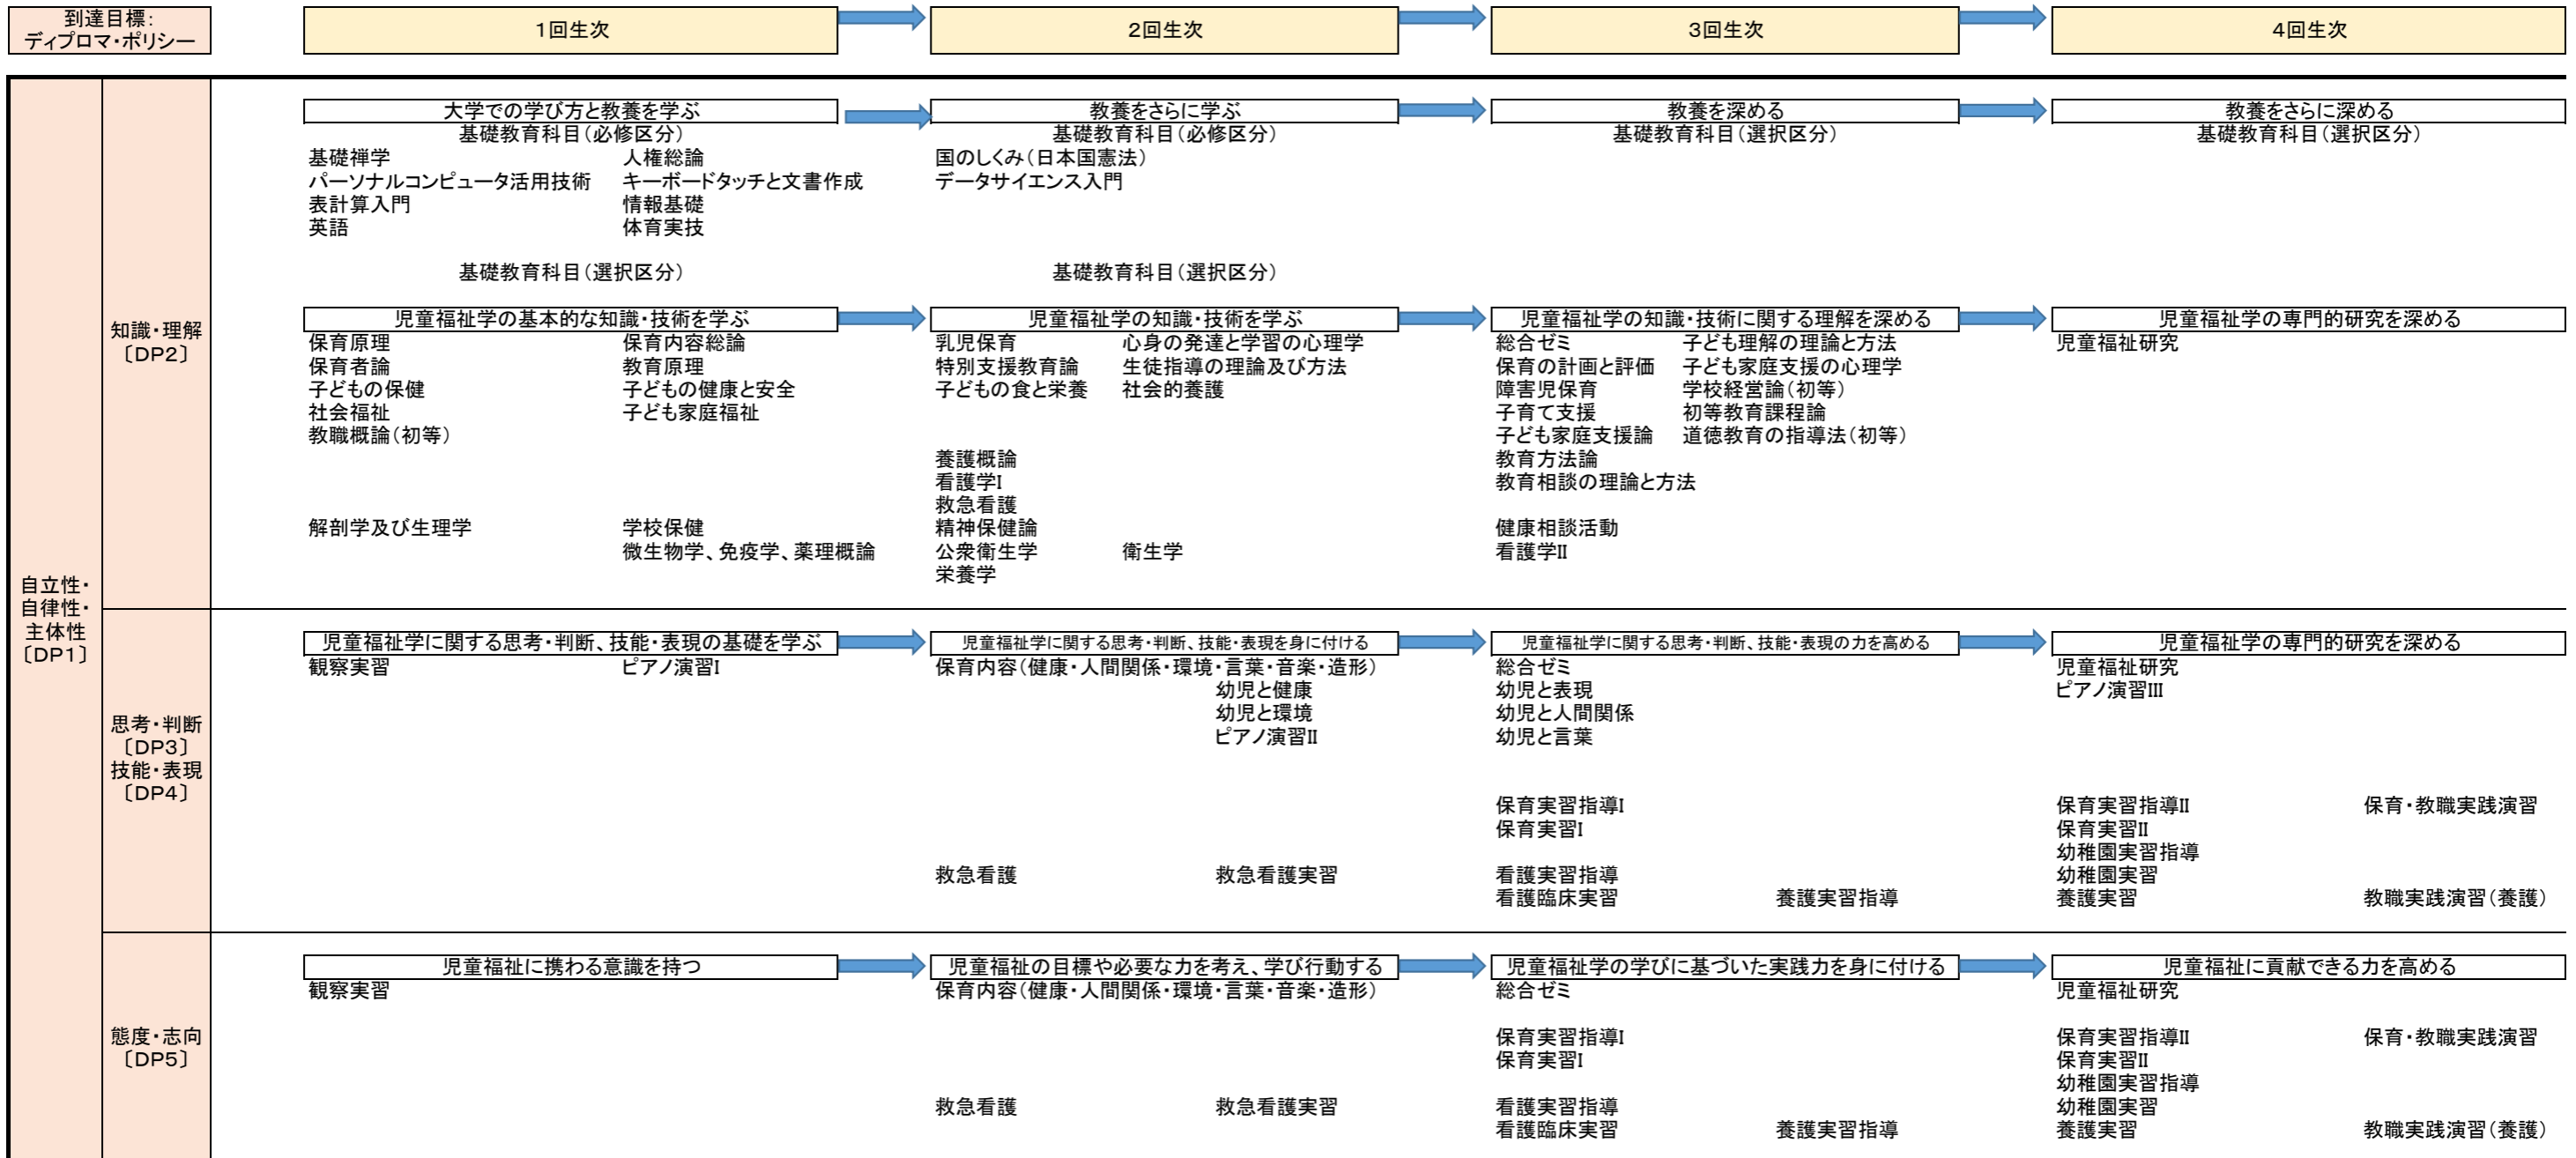 到達目標:
ディプロマ・ポリシー
1回生次
2回生次
3回生次
4回生次
自立性・
自律性・
主体性
〔DP1〕
知識・理解
〔DP2〕
大学での学び方と教養を学ぶ
教養をさらに学ぶ
教養を深める
教養をさらに深める
基礎教育科目(必修区分)
基礎教育科目(必修区分)
基礎教育科目(選択区分)
基礎教育科目(選択区分)
基礎禅学 人権総論 国のしくみ(日本国憲法)
パーソナルコンピュータ活用技術 キーボードタッチと文書作成 データサイエンス入門
表計算入門 情報基礎
英語 体育実技
基礎教育科目(選択区分)
基礎教育科目(選択区分)
児童福祉学の基本的な知識・技術を学ぶ
児童福祉学の知識・技術を学ぶ
児童福祉学の知識・技術に関する理解を深める
児童福祉学の専門的研究を深める
保育原理 保育内容総論 乳児保育 心身の発達と学習の心理学 総合ゼミ 子ども理解の理論と方法 児童福祉研究
保育者論 教育原理 特別支援教育論 生徒指導の理論及び方法 保育の計画と評価 子ども家庭支援の心理学
子どもの保健 子どもの健康と安全 子どもの食と栄養 社会的養護 障害児保育 学校経営論(初等)
社会福祉 子ども家庭福祉 子育て支援 初等教育課程論
教職概論(初等) 子ども家庭支援論 道徳教育の指導法(初等)
養護概論 教育方法論
看護学Ⅰ 教育相談の理論と方法
救急看護
解剖学及び生理学 学校保健 精神保健論 健康相談活動
微生物学、免疫学、薬理概論 公衆衛生学 衛生学 看護学Ⅱ
栄養学
思考・判断
〔DP3〕
技能・表現
〔DP4〕
児童福祉学に関する思考・判断、技能・表現の基礎を学ぶ
児童福祉学に関する思考・判断、技能・表現を身に付ける
児童福祉学に関する思考・判断、技能・表現の力を高める
児童福祉学の専門的研究を深める
観察実習 ピアノ演習Ⅰ 保育内容(健康・人間関係・環境・言葉・音楽・造形) 総合ゼミ 児童福祉研究
幼児と健康 幼児と表現 ピアノ演習Ⅲ
幼児と環境 幼児と人間関係
ピアノ演習Ⅱ 幼児と言葉
保育実習指導Ⅰ 保育実習指導Ⅱ 保育・教職実践演習
保育実習Ⅰ 保育実習Ⅱ
幼稚園実習指導
救急看護 救急看護実習 看護実習指導 幼稚園実習
看護臨床実習 養護実習指導 養護実習 教職実践演習(養護)
態度・志向
〔DP5〕
児童福祉に携わる意識を持つ
児童福祉の目標や必要な力を考え、学び行動する
児童福祉学の学びに基づいた実践力を身に付ける
児童福祉に貢献できる力を高める
観察実習 保育内容(健康・人間関係・環境・言葉・音楽・造形) 総合ゼミ 児童福祉研究
保育実習指導Ⅰ 保育実習指導Ⅱ 保育・教職実践演習
保育実習Ⅰ 保育実習Ⅱ
幼稚園実習指導
救急看護 救急看護実習 看護実習指導 幼稚園実習
看護臨床実習 養護実習指導 養護実習 教職実践演習(養護)